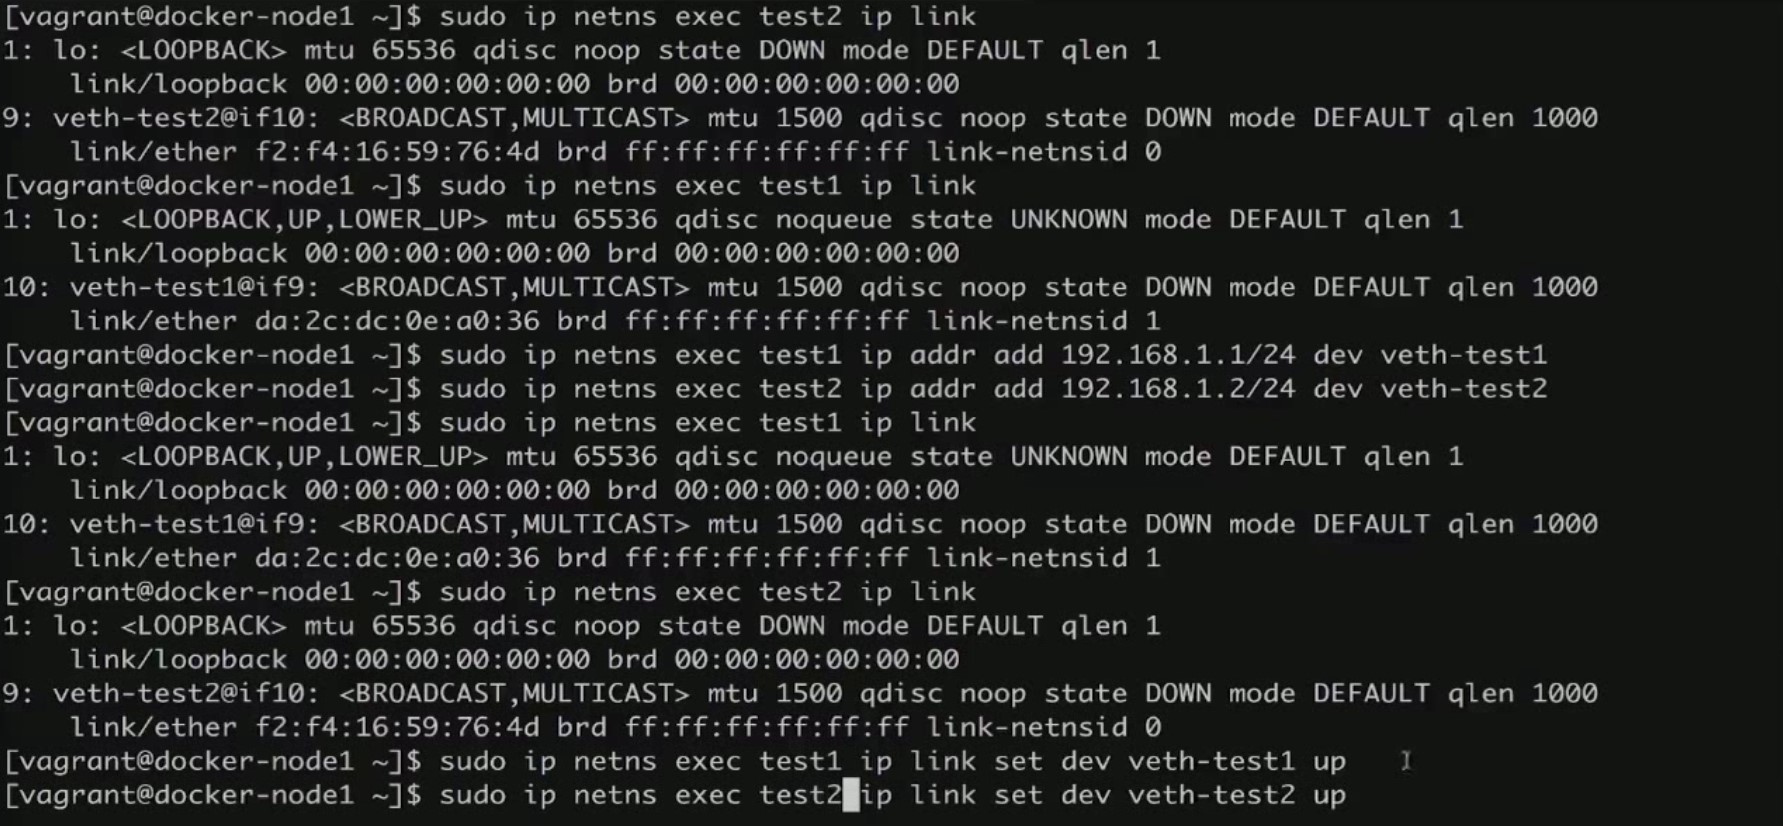 [vagrant@docker-node1 ~]$ sudo ip netns exec test2 ip link
1: lo: <LOOPBACK> mtu 65536 qdisc noop state DOWN mode DEFAULT qlen 1
    link/loopback 00:00:00:00:00:00 brd 00:00:00:00:00:00
9: veth-test2@if10: <BROADCAST,MULTICAST> mtu 1500 qdisc noop state DOWN mode DEFAULT qlen 1000
    link/ether f2:f4:16:59:76:4d brd ff:ff:ff:ff:ff:ff link-netnsid 0
[vagrant@docker-node1 ~]$ sudo ip netns exec test1 ip link
1: lo: <LOOPBACK,UP,LOWER_UP> mtu 65536 qdisc noqueue state UNKNOWN mode DEFAULT qlen 1
    link/loopback 00:00:00:00:00:00 brd 00:00:00:00:00:00
10: veth-test1@if9: <BROADCAST,MULTICAST> mtu 1500 qdisc noop state DOWN mode DEFAULT qlen 1000
    link/ether da:2c:dc:0e:a0:36 brd ff:ff:ff:ff:ff:ff link-netnsid 1
[vagrant@docker-node1 ~]$ sudo ip netns exec test1 ip addr add 192.168.1.1/24 dev veth-test1
[vagrant@docker-node1 ~]$ sudo ip netns exec test2 ip addr add 192.168.1.2/24 dev veth-test2
[vagrant@docker-node1 ~]$ sudo ip netns exec test1 ip link
1: lo: <LOOPBACK,UP,LOWER_UP> mtu 65536 qdisc noqueue state UNKNOWN mode DEFAULT qlen 1
    link/loopback 00:00:00:00:00:00 brd 00:00:00:00:00:00
10: veth-test1@if9: <BROADCAST,MULTICAST> mtu 1500 qdisc noop state DOWN mode DEFAULT qlen 1000
    link/ether da:2c:dc:0e:a0:36 brd ff:ff:ff:ff:ff:ff link-netnsid 1
[vagrant@docker-node1 ~]$ sudo ip netns exec test2 ip link
1: lo: <LOOPBACK> mtu 65536 qdisc noop state DOWN mode DEFAULT qlen 1
    link/loopback 00:00:00:00:00:00 brd 00:00:00:00:00:00
9: veth-test2@if10: <BROADCAST,MULTICAST> mtu 1500 qdisc noop state DOWN mode DEFAULT qlen 1000
    link/ether f2:f4:16:59:76:4d brd ff:ff:ff:ff:ff:ff link-netnsid 0
[vagrant@docker-node1 ~]$ sudo ip netns exec test1 ip link set dev veth-test1 up
[vagrant@docker-node1 ~]$ sudo ip netns exec test2 ip link set dev veth-test2 up